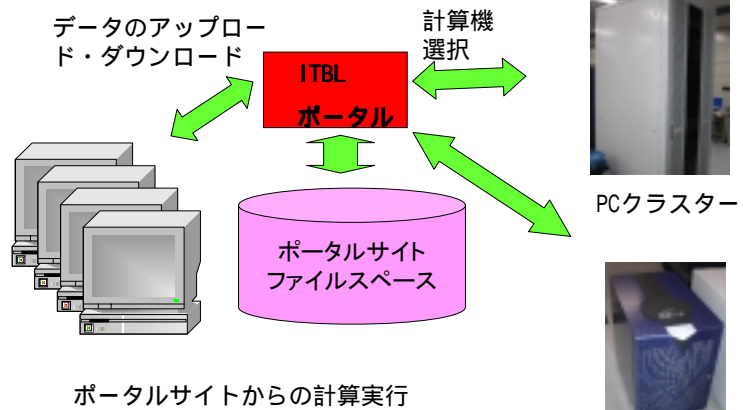 データのアップロー
ド・ダウンロード
計算機
選択
ITBL
ポータル
PCクラスター
ポータルサイト
ファイルスペース
ポータルサイトからの計算実行